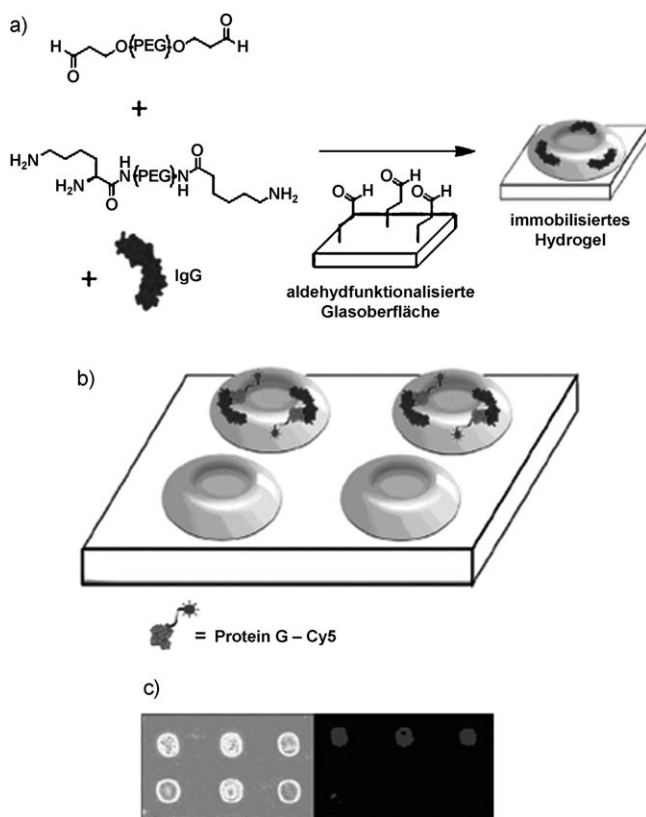 a)
H
O
O(PEG)O
O
H
+
H₂N
H₂N
O
H
N(PEG)N
H
O
NH₂
+
IgG
O
H
O
H
O
H
aldehydfunktionalisierte
Glasoberfläche
immobilisiertes
Hydrogel
b)
= Protein G – Cy5
c)